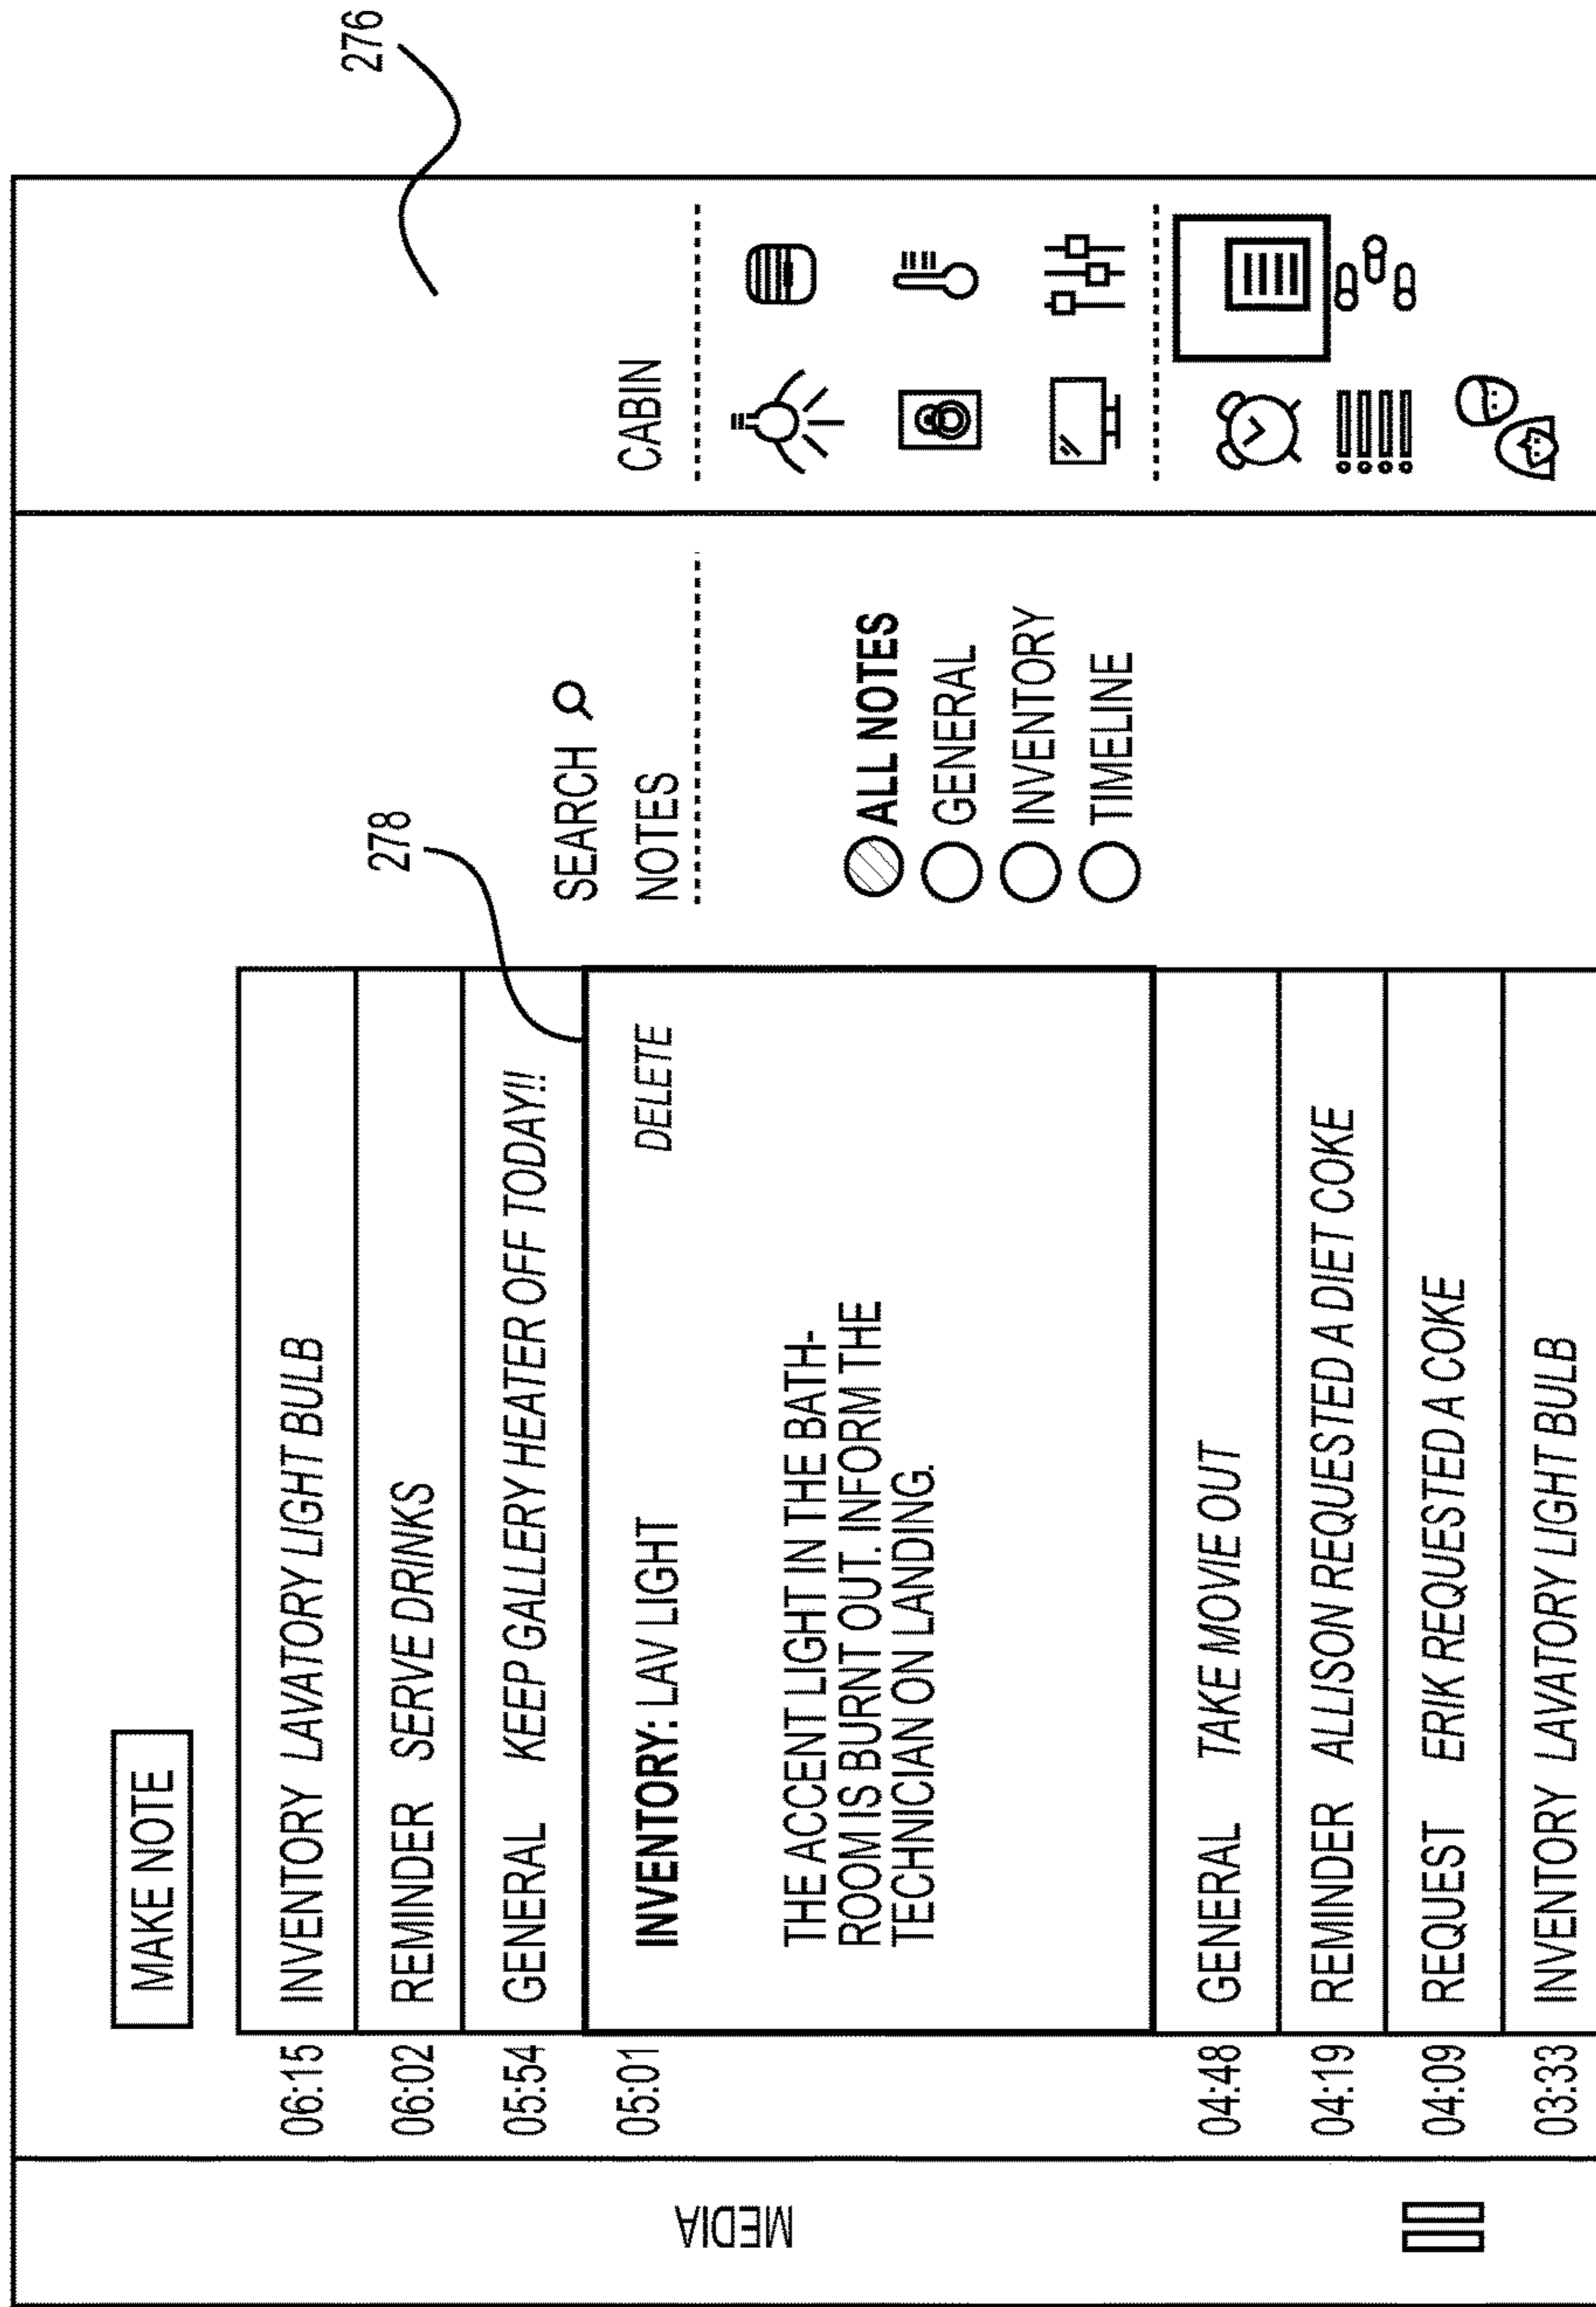 276
MEDIA
MAKE NOTE
06:15 INVENTORY LAVATORY LIGHT BULB
06:02 REMINDER SERVE DRINKS
05:54 GENERAL KEEP GALLERY HEATER OFF TODAY!!
05:01 INVENTORY: LAV LIGHT DELETE
THE ACCENT LIGHT IN THE BATH-
ROOM IS BURNT OUT. INFORM THE
TECHNICIAN ON LANDING.
04:48 GENERAL TAKE MOVIE OUT
04:19 REMINDER ALLISON REQUESTED A DIET COKE
04:09 REQUEST ERIK REQUESTED A COKE
03:33 INVENTORY LAVATORY LIGHT BULB
278
SEARCH
NOTES
ALL NOTES
GENERAL
INVENTORY
TIMELINE
CABIN